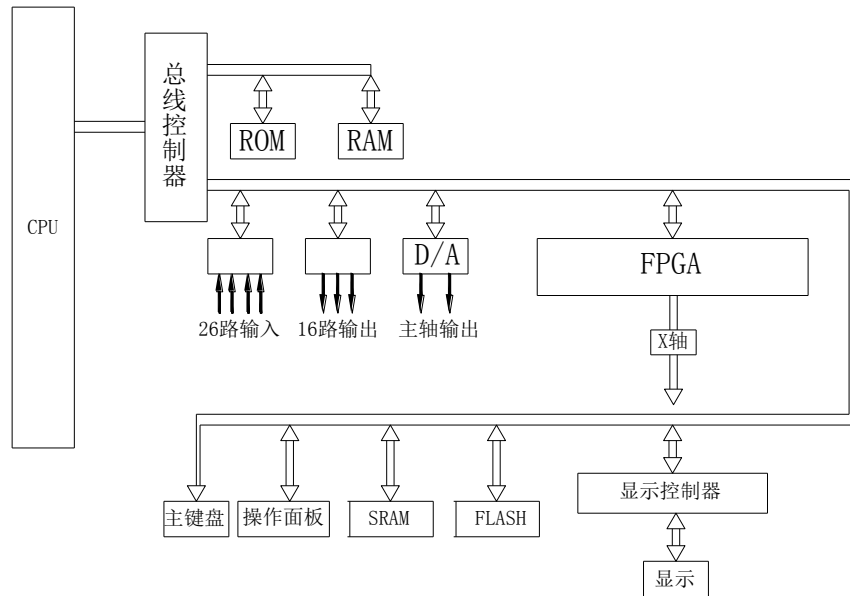 CPU
总线控制器
ROM
RAM
D/A
FPGA
26路输入
16路输出
主轴输出
X轴
主键盘
操作面板
SRAM
FLASH
显示控制器
显示